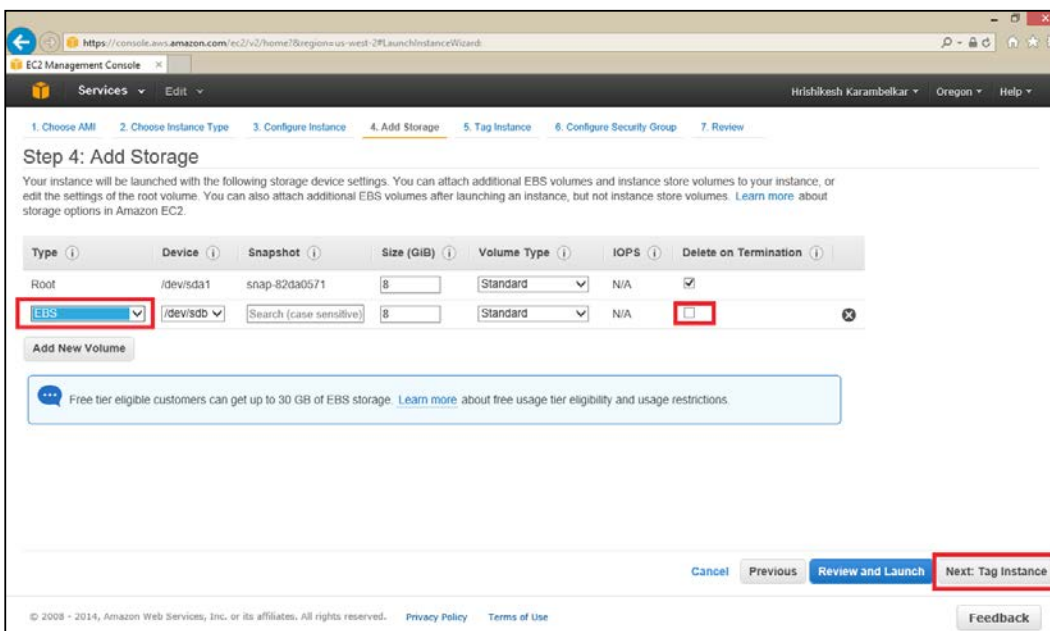 https://console.aws.amazon.com/ec2/v2/home?&region=us-west-2#LaunchInstanceWizard:
EC2 Management Console
Services Edit Hrishikesh Karambelkar Oregon Help
1. Choose AMI 2. Choose Instance Type 3. Configure Instance 4. Add Storage 5. Tag Instance 6. Configure Security Group 7. Review
Step 4: Add Storage
Your instance will be launched with the following storage device settings. You can attach additional EBS volumes and instance store volumes to your instance, or
edit the settings of the root volume. You can also attach additional EBS volumes after launching an instance, but not instance store volumes. Learn more about
storage options in Amazon EC2.
Type Device Snapshot Size (GiB) Volume Type IOPS Delete on Termination
Root /dev/sda1 snap-82da0571 8 Standard N/A
EBS /dev/sdb Search (case sensitive) 8 Standard N/A
Add New Volume
Free tier eligible customers can get up to 30 GB of EBS storage. Learn more about free usage tier eligibility and usage restrictions.
Cancel Previous Review and Launch Next: Tag Instance
© 2008 - 2014, Amazon Web Services, Inc. or its affiliates. All rights reserved. Privacy Policy Terms of Use Feedback